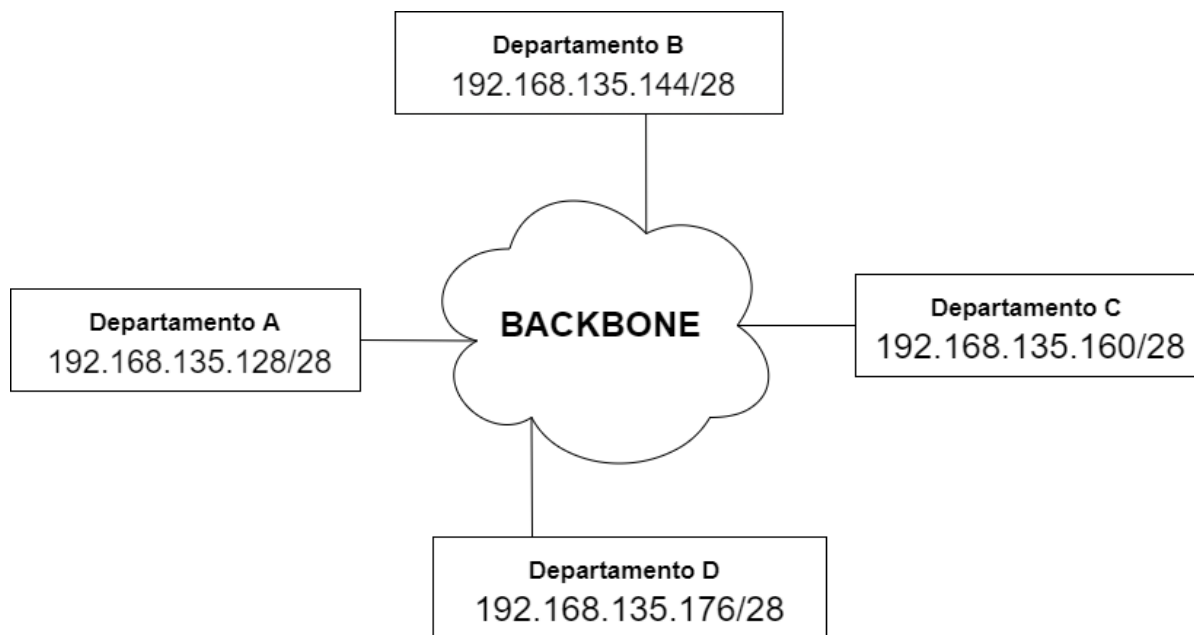 Departamento B
192.168.135.144/28
Departamento A
192.168.135.128/28
BACKBONE
Departamento C
192.168.135.160/28
Departamento D
192.168.135.176/28